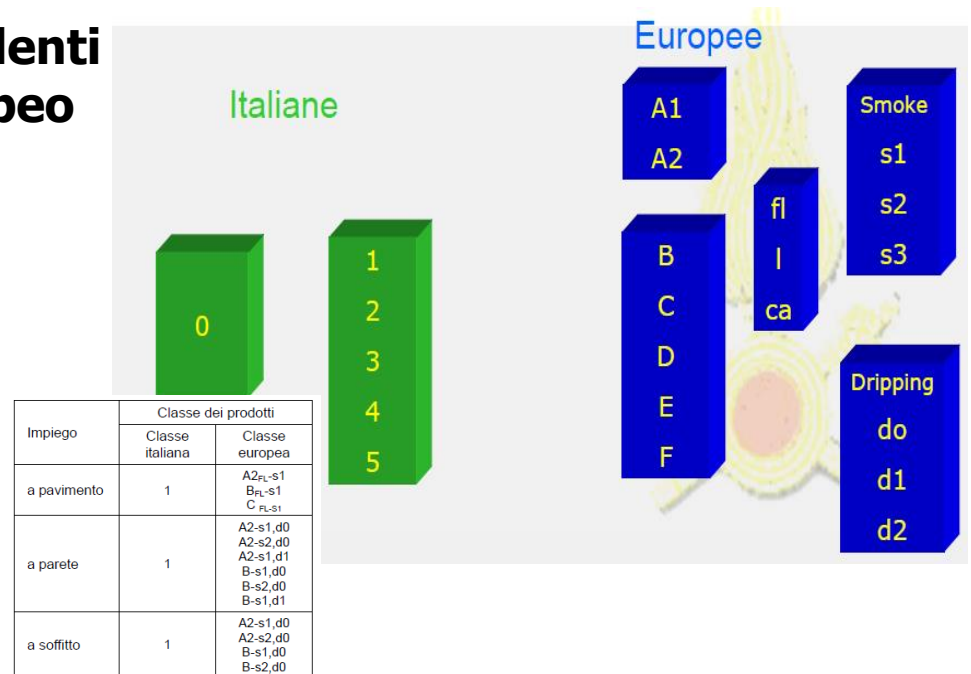 lenti
peo
Italiane
0
1
2
3
4
5
Europee
A1
A2
B
C
D
E
F
fl
l
ca
Smoke
s1
s2
s3
Dripping
do
d1
d2
Impiego
Classe dei prodotti
Classe
italiana
Classe
europea
a pavimento
1
A2FL-s1
BFL-s1
C FL-S1
a parete
1
A2-s1,d0
A2-s2,d0
A2-s1,d1
B-s1,d0
B-s2,d0
B-s1,d1
a soffitto
1
A2-s1,d0
A2-s2,d0
B-s1,d0
B-s2,d0